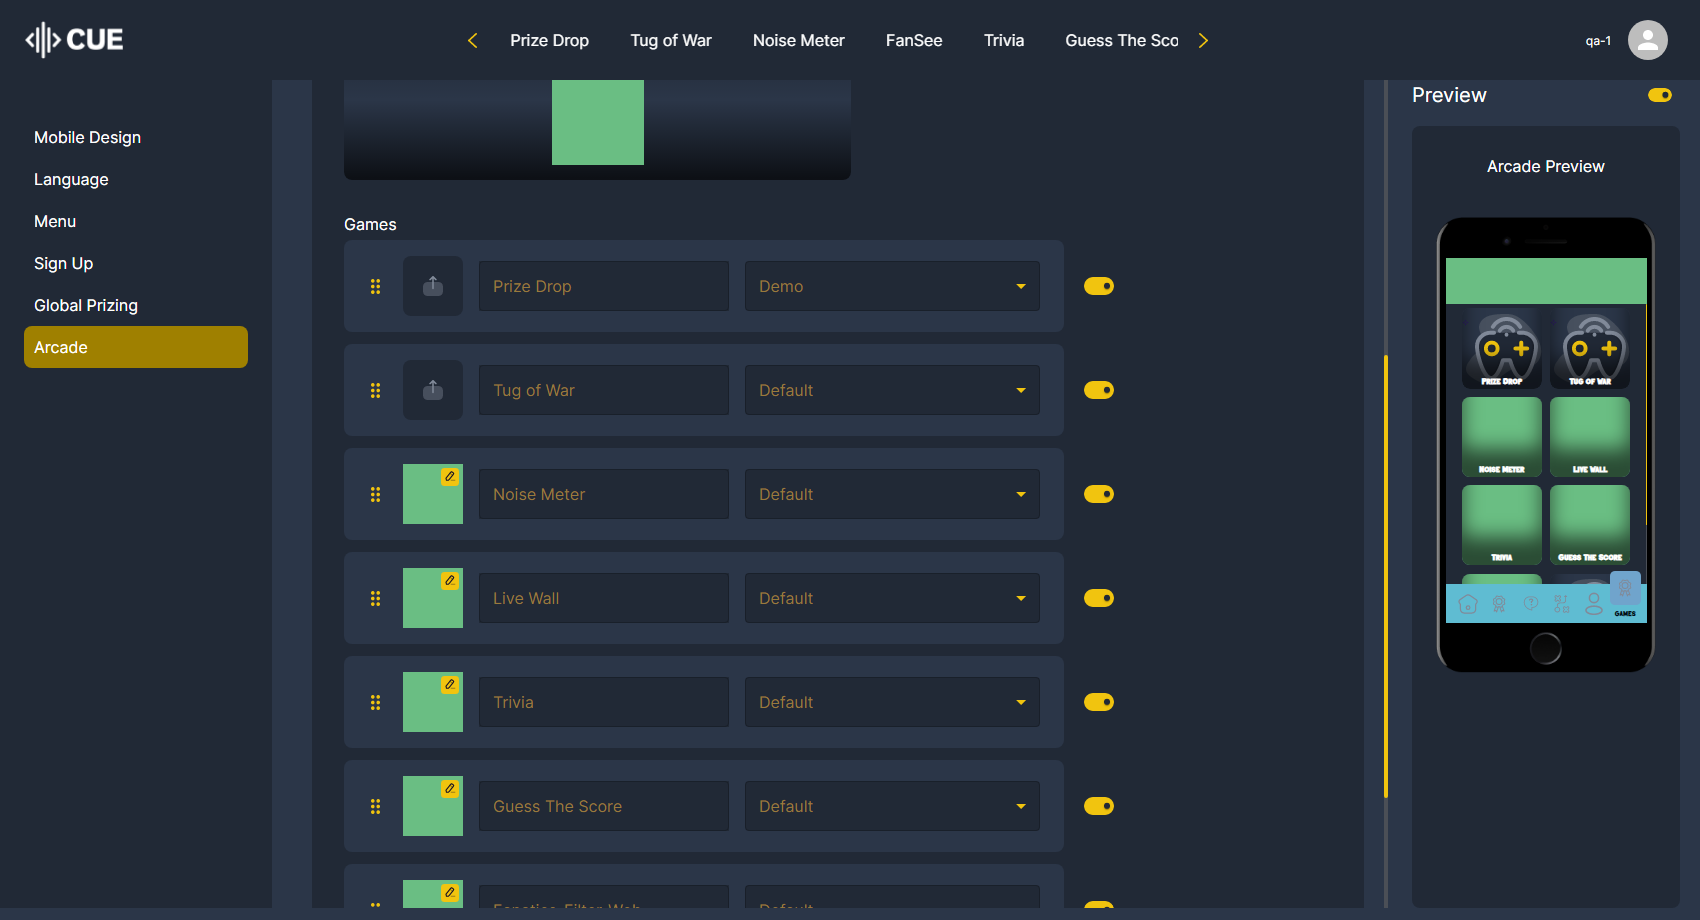 CUE
Prize Drop
Tug of War
Noise Meter
FanSee
Trivia
Guess The Sco
qa-1
Mobile Design
Language
Menu
Sign Up
Global Prizing
Arcade
Games
Prize Drop
Demo
Tug of War
Default
Noise Meter
Default
Live Wall
Default
Trivia
Default
Guess The Score
Default
Preview
Arcade Preview
Prize Drop
Tug of War
Noise Meter
Live Wall
Trivia
Guess The Score
GAMES